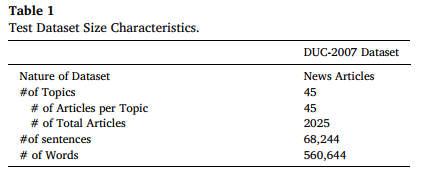 Table 1
Test Dataset Size Characteristics.
DUC-2007 Dataset
Nature of Dataset News Articles
#of Topics 45
# of Articles per Topic 45
# of Total Articles 2025
#of sentences 68,244
# of Words 560,644